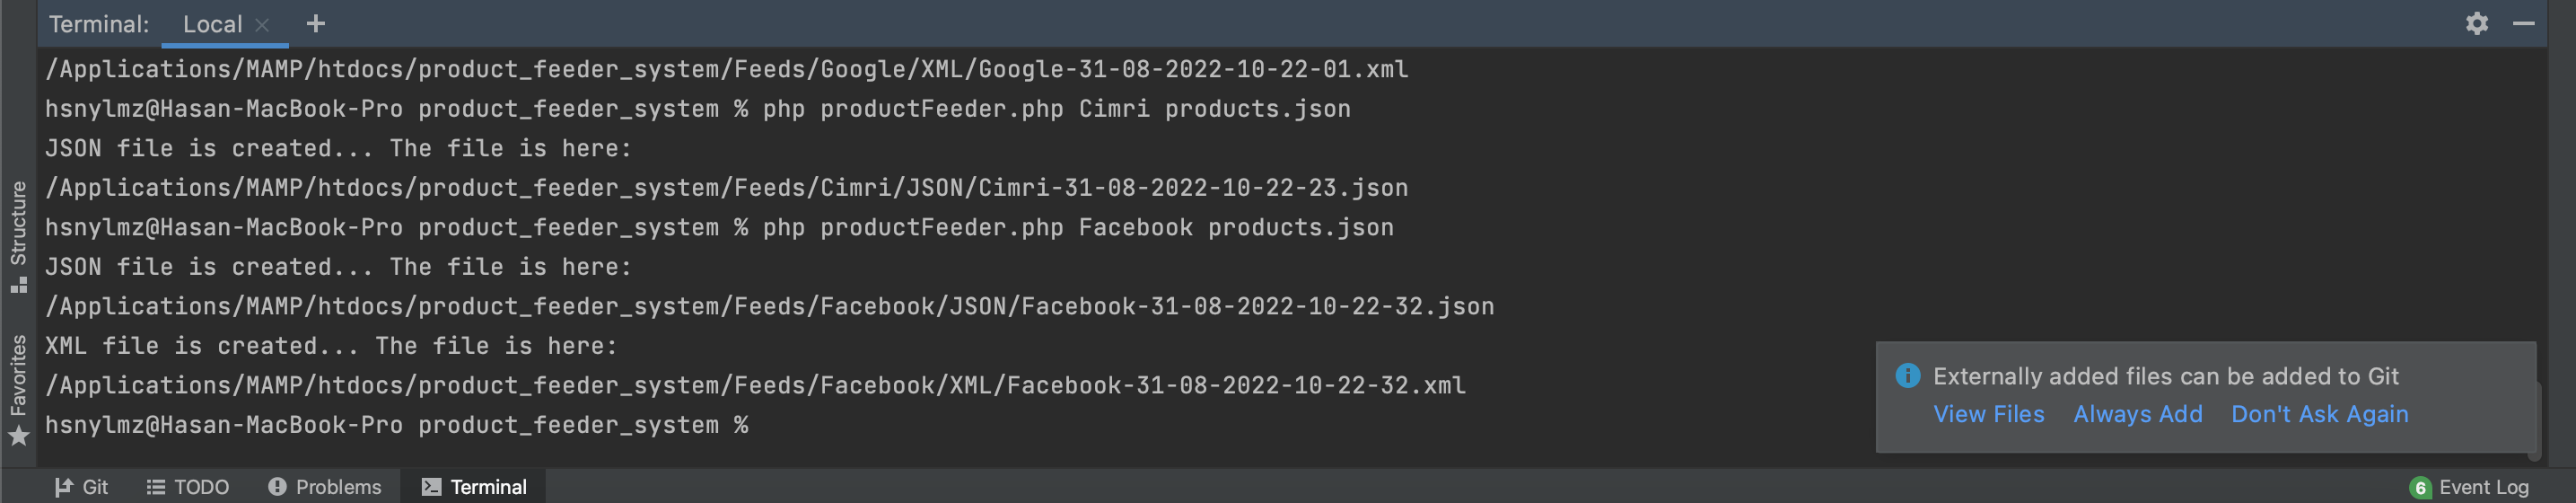 Terminal: Local × +
/Applications/MAMP/htdocs/product_feeder_system/Feeds/Google/XML/Google-31-08-2022-10-22-01.xml
hsnylmz@Hasan-MacBook-Pro product_feeder_system % php productFeeder.php Cimri products.json
JSON file is created... The file is here:
/Applications/MAMP/htdocs/product_feeder_system/Feeds/Cimri/JSON/Cimri-31-08-2022-10-22-23.json
hsnylmz@Hasan-MacBook-Pro product_feeder_system % php productFeeder.php Facebook products.json
JSON file is created... The file is here:
/Applications/MAMP/htdocs/product_feeder_system/Feeds/Facebook/JSON/Facebook-31-08-2022-10-22-32.json
XML file is created... The file is here:
/Applications/MAMP/htdocs/product_feeder_system/Feeds/Facebook/XML/Facebook-31-08-2022-10-22-32.xml
hsnylmz@Hasan-MacBook-Pro product_feeder_system %
Structure
Favorites
Externally added files can be added to Git
View Files Always Add Don't Ask Again
Git TODO Problems Terminal 6 Event Log